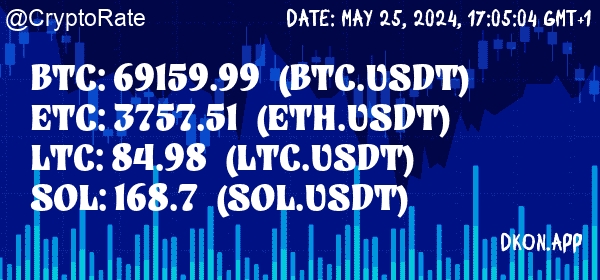 @CryptoRate
DATE: MAY 25, 2024, 17:05:04 GMT+1
BTC: 69159.99 (BTC.USDT)
ETC: 3757.51 (ETH.USDT)
LTC: 84.98 (LTC.USDT)
SOL: 168.7 (SOL.USDT)
DKON.APP